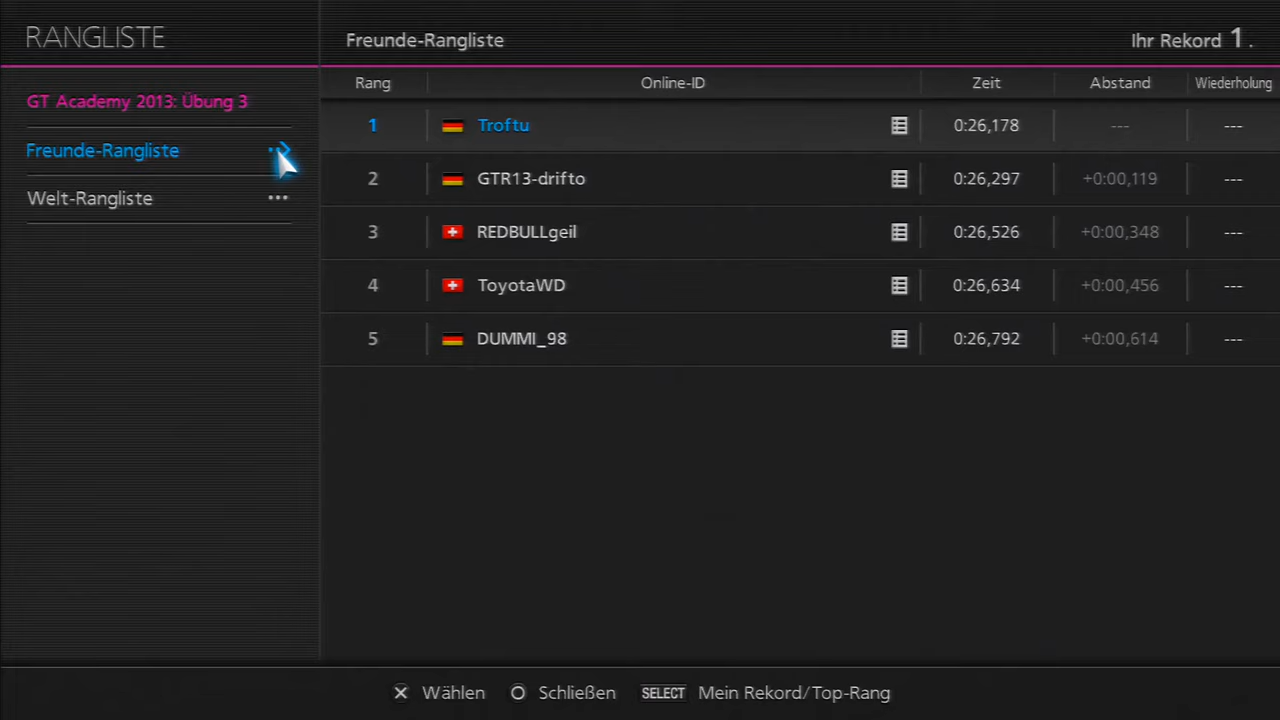 RANGLISTE
GT Academy 2013: Übung 3
Freunde-Rangliste
Welt-Rangliste
Freunde-Rangliste Ihr Rekord 1.
Rang Online-ID Zeit Abstand Wiederholung
1 Troftu 0:26,178 --- ---
2 GTR13-drifto 0:26,297 +0:00,119 ---
3 REDBULLgeil 0:26,526 +0:00,348 ---
4 ToyotaWD 0:26,634 +0:00,456 ---
5 DUMMI_98 0:26,792 +0:00,614 ---
Wählen Schließen SELECT Mein Rekord/Top-Rang